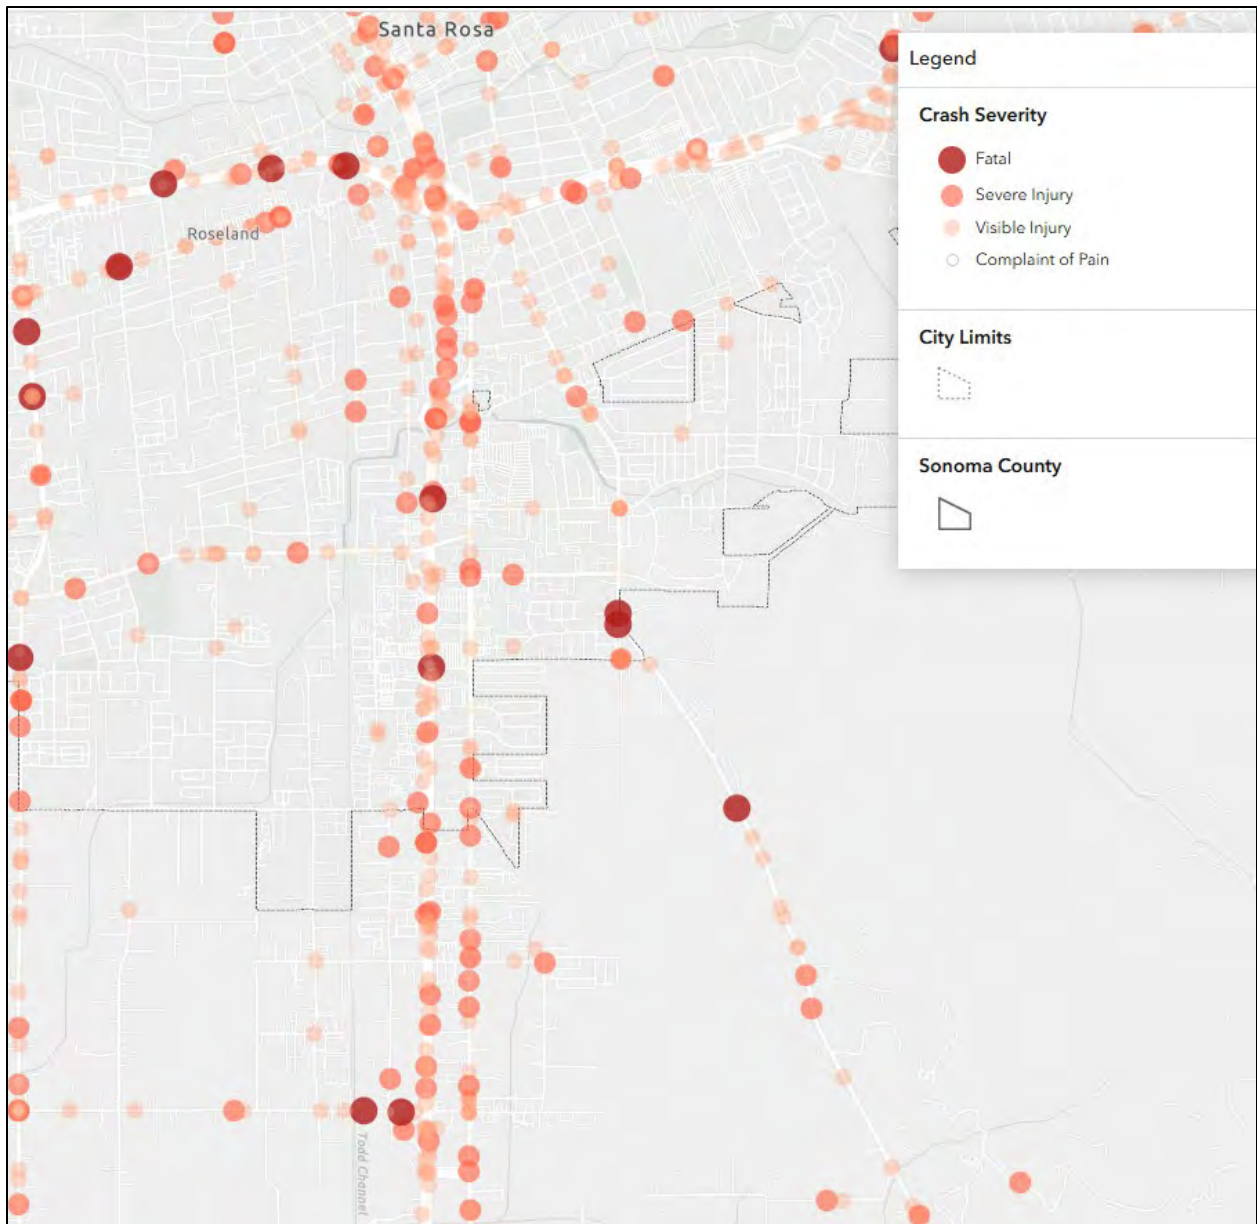 Santa Rosa
Legend
Crash Severity
Fatal
Severe Injury
Visible Injury
Complaint of Pain
Roseland
City Limits
Sonoma County
Todd Channel